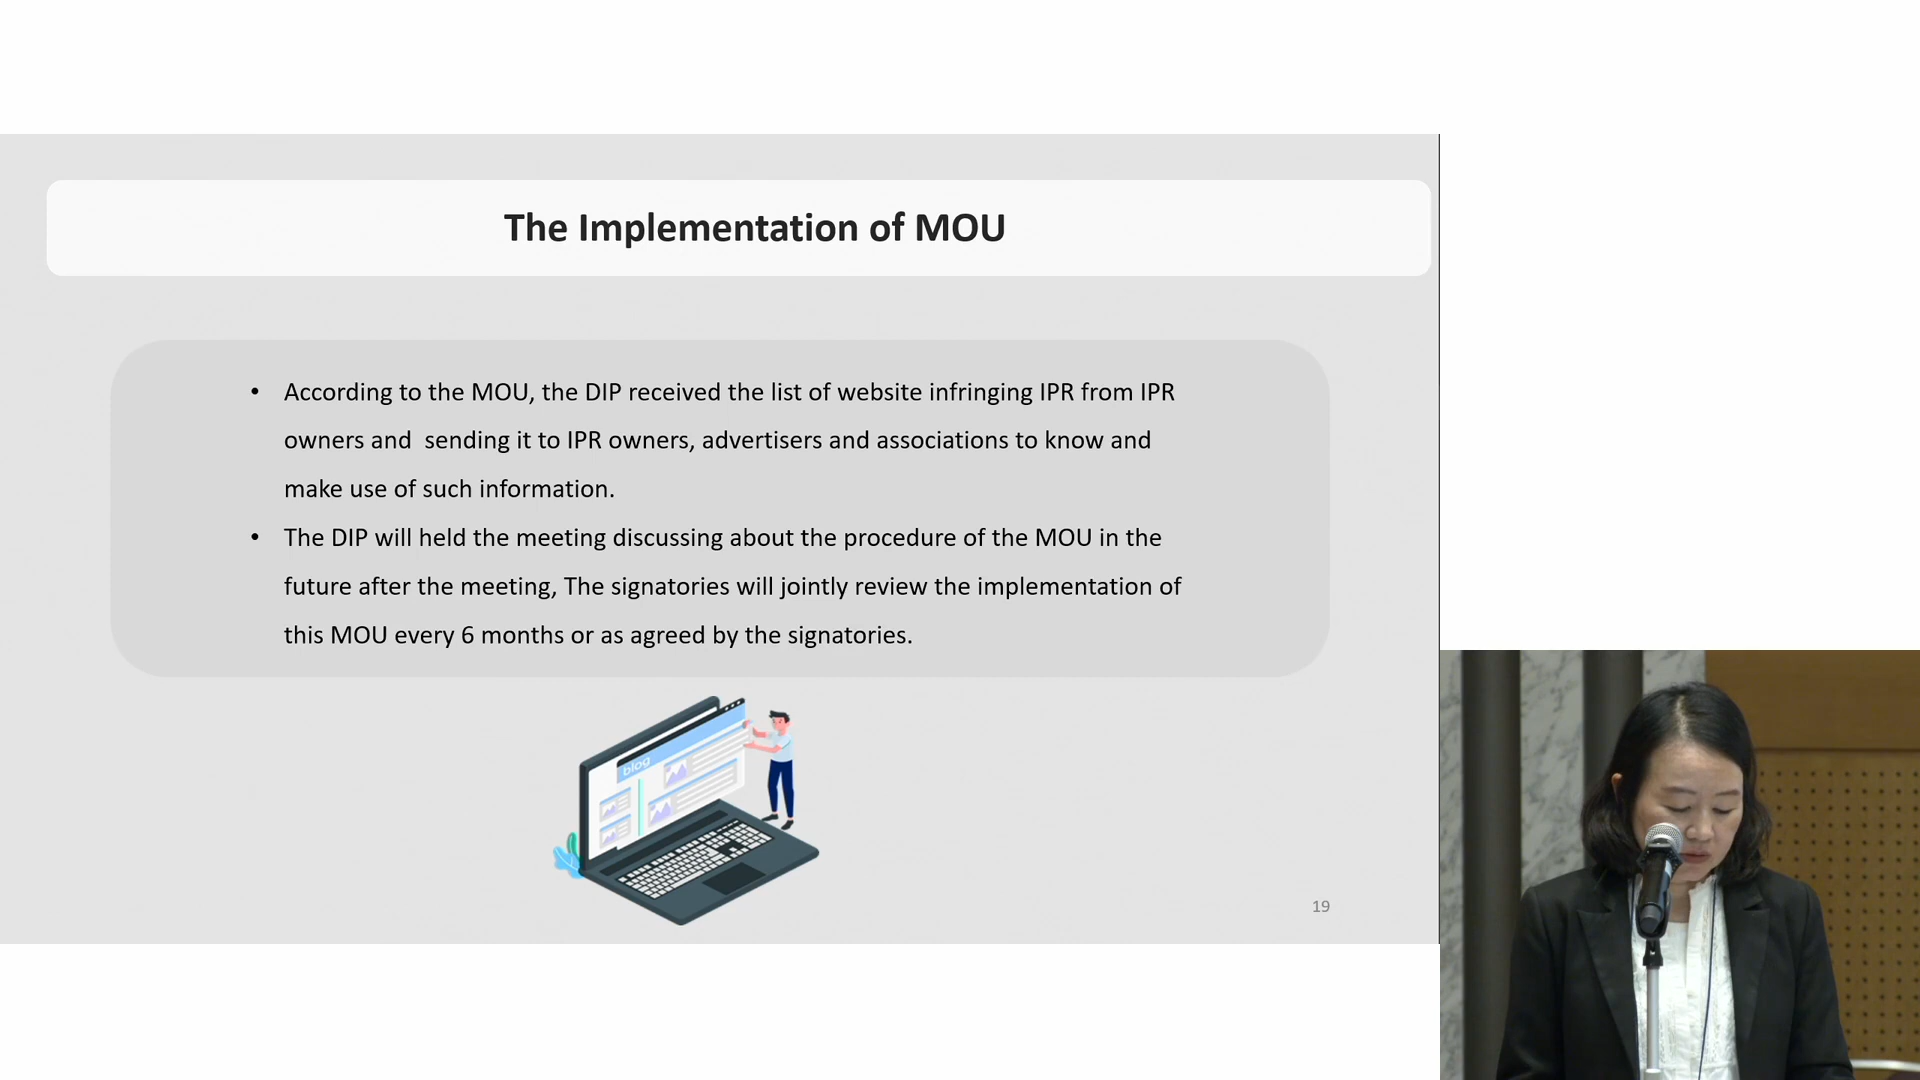 The Implementation of MOU
• According to the MOU, the DIP received the list of website infringing IPR from IPR
owners and  sending it to IPR owners, advertisers and associations to know and
make use of such information.
• The DIP will held the meeting discussing about the procedure of the MOU in the
future after the meeting, The signatories will jointly review the implementation of
this MOU every 6 months or as agreed by the signatories.
blog
19